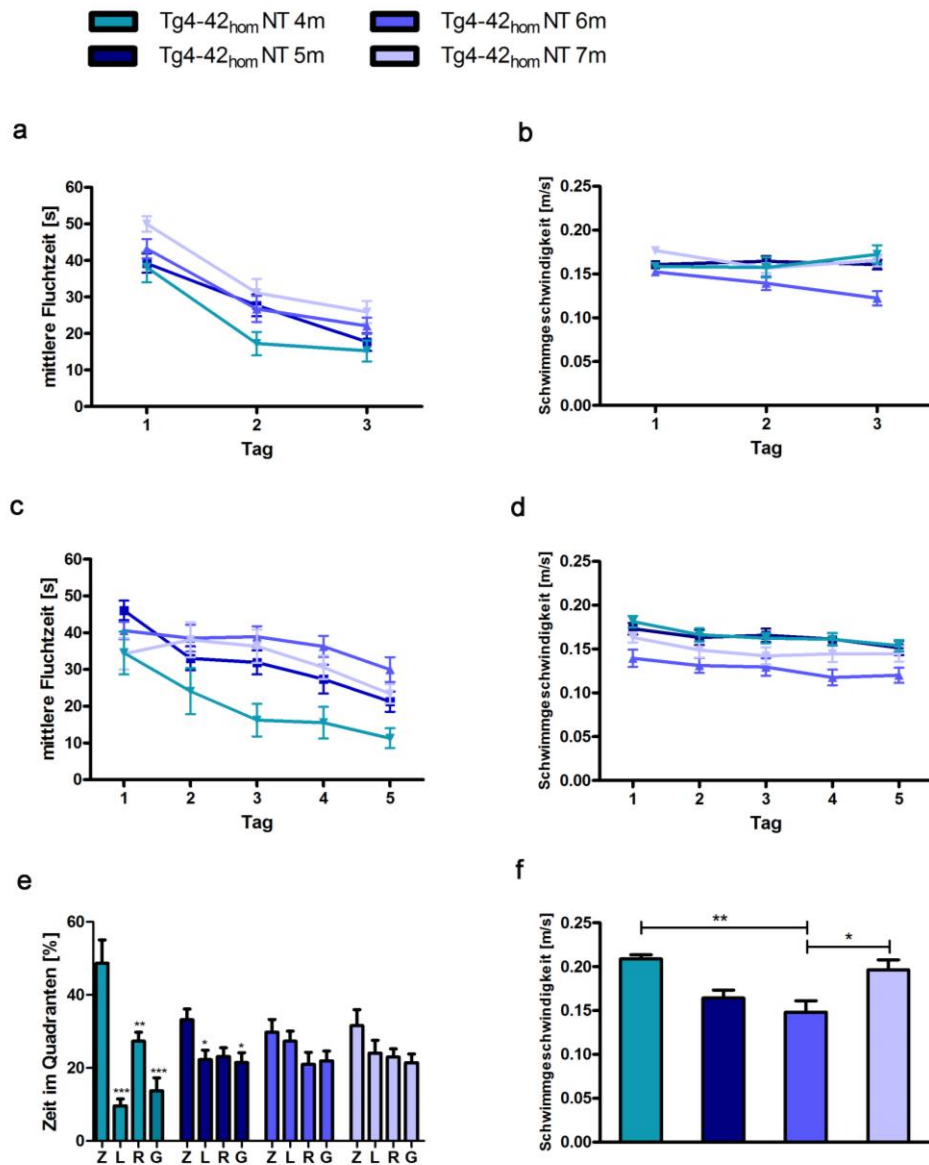 Tg4-42hom NT 4m Tg4-42hom NT 6m
Tg4-42hom NT 5m Tg4-42hom NT 7m
a
mittlere Fluchtzeit [s]
60
50
40
30
20
10
0
1 2 3
Tag
b
Schwimmgeschwindigkeit [m/s]
0.25
0.20
0.15
0.10
0.05
0.00
1 2 3
Tag
c
mittlere Fluchtzeit [s]
60
50
40
30
20
10
0
1 2 3 4 5
Tag
d
Schwimmgeschwindigkeit [m/s]
0.25
0.20
0.15
0.10
0.05
0.00
1 2 3 4 5
Tag
e
Zeit im Quadranten [%]
60
40
20
0
*** ** *** * *
Z L R G Z L R G Z L R G Z L R G
f
Schwimmgeschwindigkeit [m/s]
0.25
0.20
0.15
0.10
0.05
0.00
** *